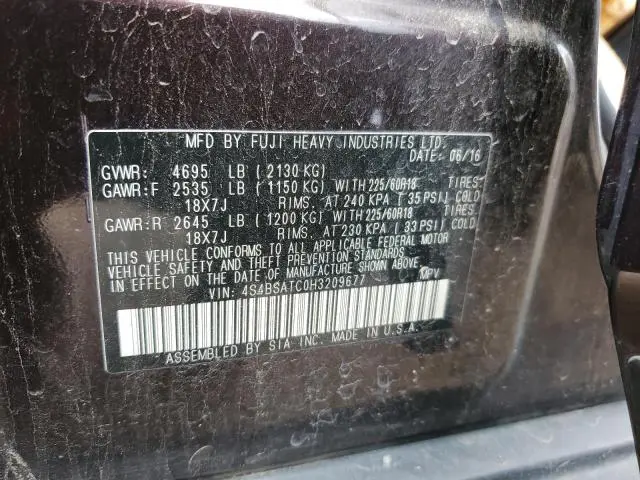 MFD BY FUJI HEAVY INDUSTRIES LTD.
DATE: 06/16
GVWR: 4695 LB (2130 KG)
GAWR:F 2535 LB (1150 KG) WITH 225/60R18 TIRES.
18X7J RIMS. AT 240 KPA (35 PSI) COLD
GAWR:R 2645 LB (1200 KG) WITH 225/60R18 TIRES.
18X7J RIMS. AT 230 KPA (33 PSI) COLD
THIS VEHICLE CONFORMS TO ALL APPLICABLE FEDERAL MOTOR
VEHICLE SAFETY, BUMPER, AND THEFT PREVENTION STANDARDS
IN EFFECT ON THE DATE OF MANUFACTURE SHOWN ABOVE.
VIN: 4S4BSATC0H3209677 MPV
ASSEMBLED BY SIA INC. MADE IN U.S.A.